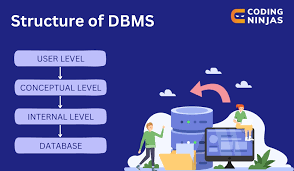 Structure of DBMS
CODING
NINJAS
USER LEVEL
CONCEPTUAL LEVEL
INTERNAL LEVEL
DATABASE